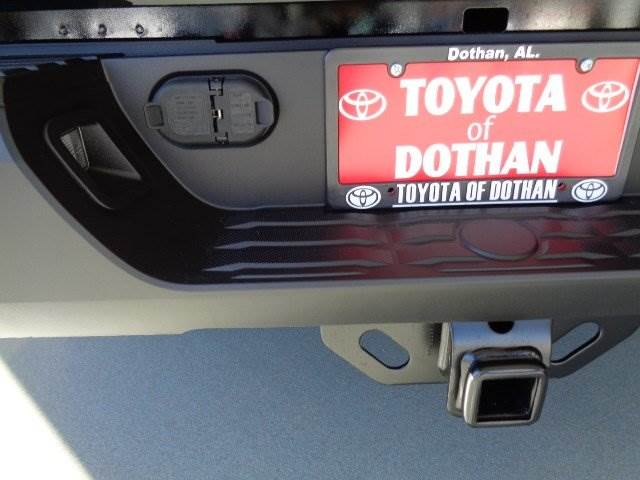 Dothan, AL.
TOYOTA
of
DOTHAN
TOYOTA OF DOTHAN